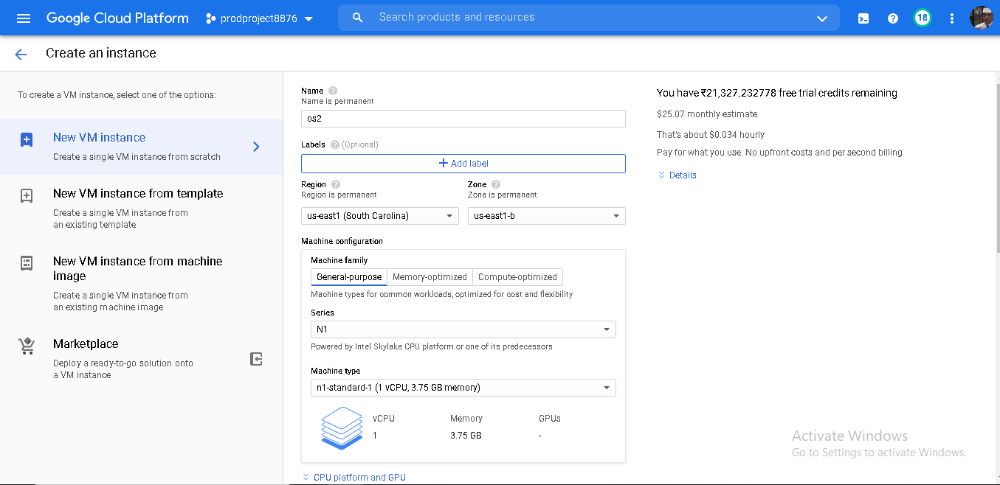 Google Cloud Platform
prodproject8876
Search products and resources
18
Create an instance
To create a VM instance, select one of the options:
New VM instance
Create a single VM instance from scratch
New VM instance from template
Create a single VM instance from
an existing template
New VM instance from machine
image
Create a single VM instance from
an existing machine image
Marketplace
Deploy a ready-to-go solution onto
a VM instance
Name
Name is permanent
os2
Labels (Optional)
Add label
Region
Region is permanent
us-east1 (South Carolina)
Zone
Zone is permanent
us-east1-b
Machine configuration
Machine family
General-purpose Memory-optimized Compute-optimized
Machine types for common workloads, optimized for cost and flexibility
Series
N1
Powered by Intel Skylake CPU platform or one of its predecessors
Machine type
n1-standard-1 (1 vCPU, 3.75 GB memory)
vCPU Memory GPUs
1 3.75 GB -
CPU platform and GPU
You have ₹21,327.232778 free trial credits remaining
$25.07 monthly estimate
That's about $0.034 hourly
Pay for what you use: No upfront costs and per second billing
Details
Activate Windows
Go to Settings to activate Windows.